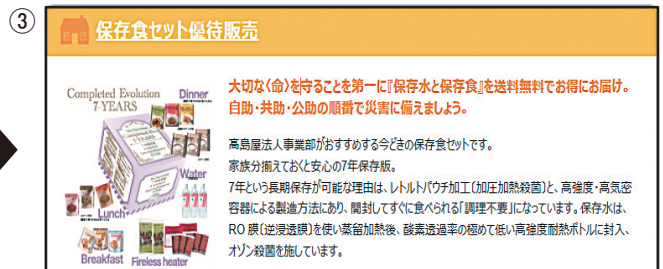 ③
保存食セット優待販売
大切な〈命〉を守ることを第一に『保存水と保存食』を送料無料でお得にお届け。
自助・共助・公助の順番で災害に備えましょう。
Completed Evolution
7-YEARS
Dinner
Water
Lunch
Breakfast
Fireless heater
髙島屋法人事業部がおすすめする今どきの保存食セットです。
家族分揃えておくと安心の7年保存版。
7年という長期保存が可能な理由は、レトルトパウチ加工(加圧加熱殺菌)と、高強度・高気密
容器による製造方法にあり、開封してすぐに食べられる「調理不要」になっています。保存水は、
RO膜(逆浸透膜)を使い蒸留加熱後、酸素透過率の極めて低い高強度耐熱ボトルに封入、
オゾン殺菌を施しています。